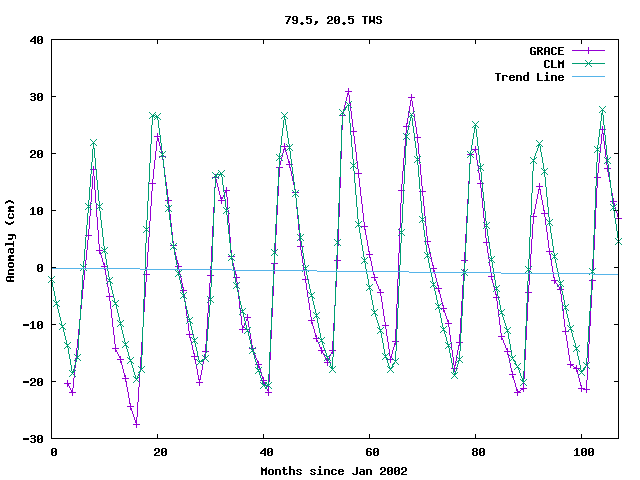 79.5, 20.5 TWS
GRACE
CLM
Trend Line
40
30
20
10
0
-10
-20
-30
Anomaly (cm)
0 20 40 60 80 100
Months since Jan 2002